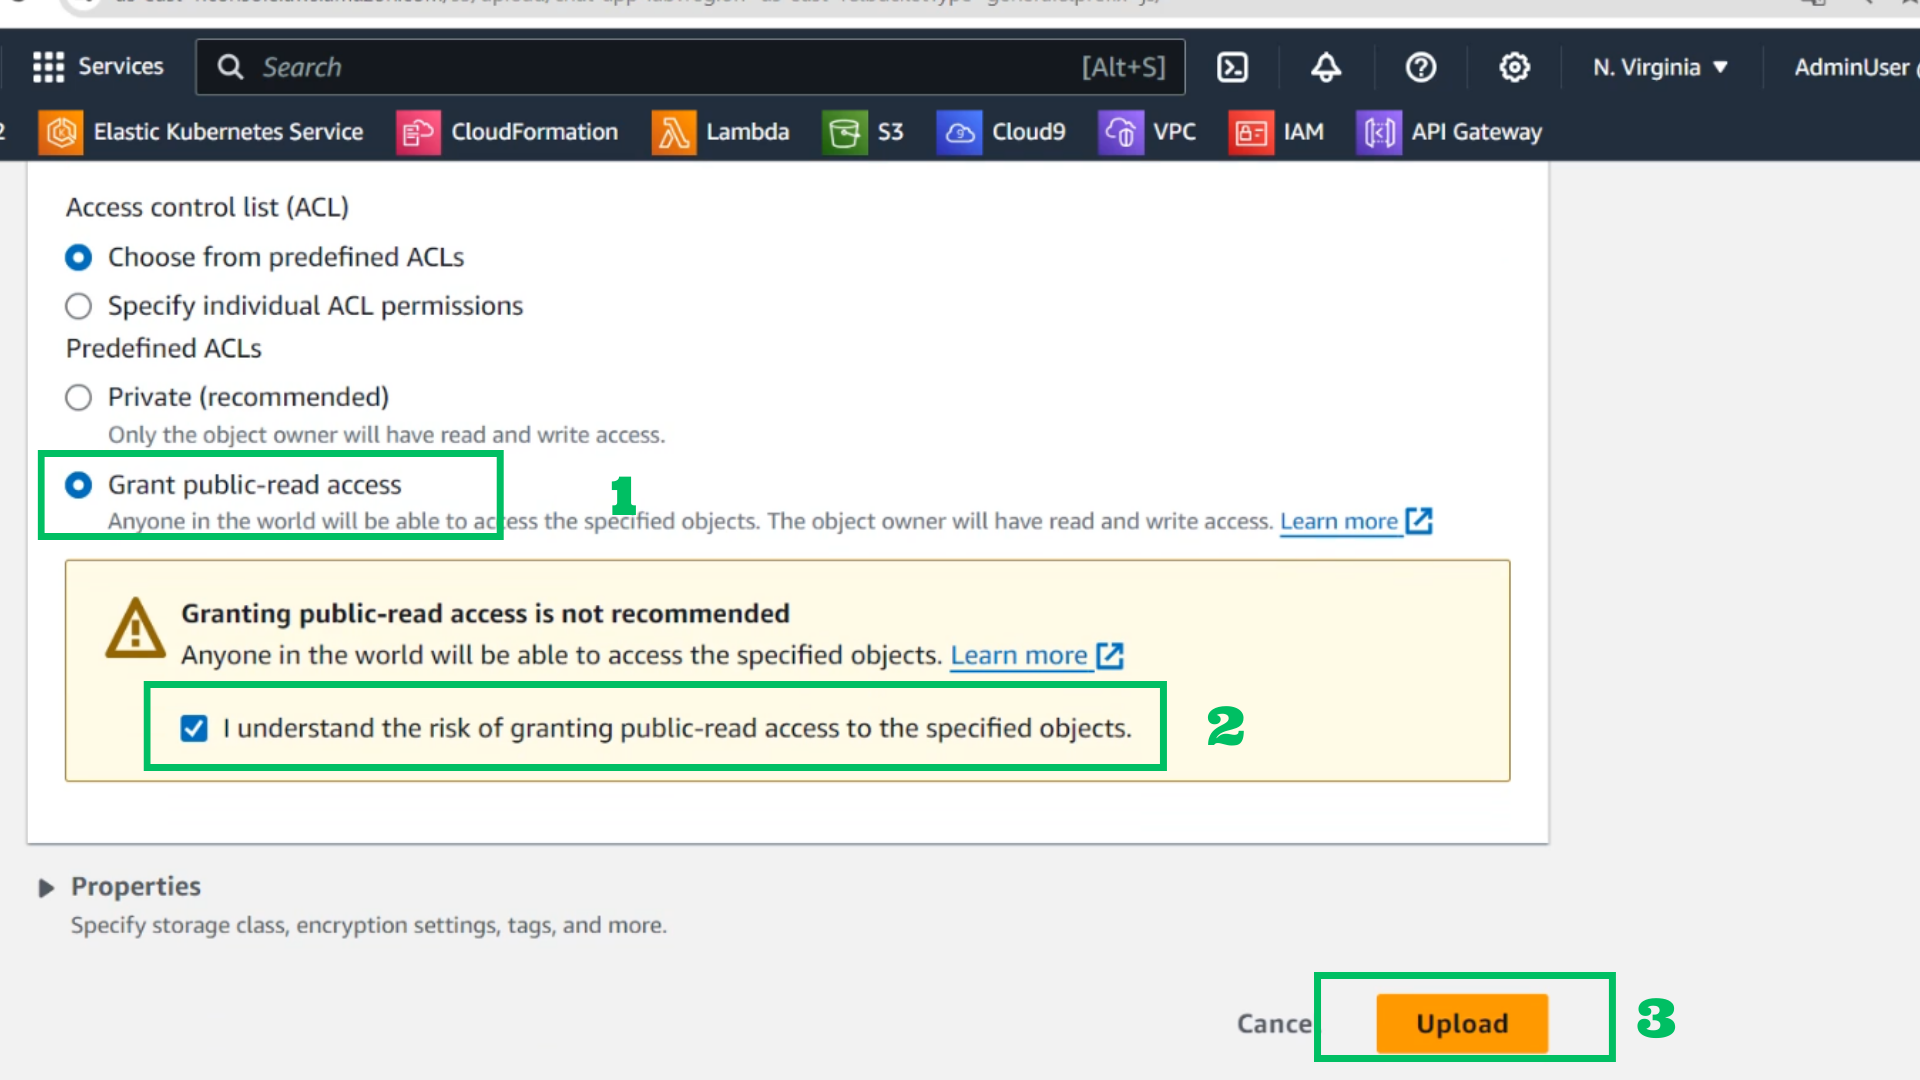 Services
Search
[Alt+S]
N. Virginia ▼
AdminUser
2
Elastic Kubernetes Service
CloudFormation
Lambda
S3
Cloud9
VPC
IAM
API Gateway
Access control list (ACL)
Choose from predefined ACLs
Specify individual ACL permissions
Predefined ACLs
Private (recommended)
Only the object owner will have read and write access.
Grant public-read access
1
Anyone in the world will be able to access the specified objects. The object owner will have read and write access. Learn more
Granting public-read access is not recommended
Anyone in the world will be able to access the specified objects. Learn more
I understand the risk of granting public-read access to the specified objects.
2
Properties
Specify storage class, encryption settings, tags, and more.
Cance
Upload
3